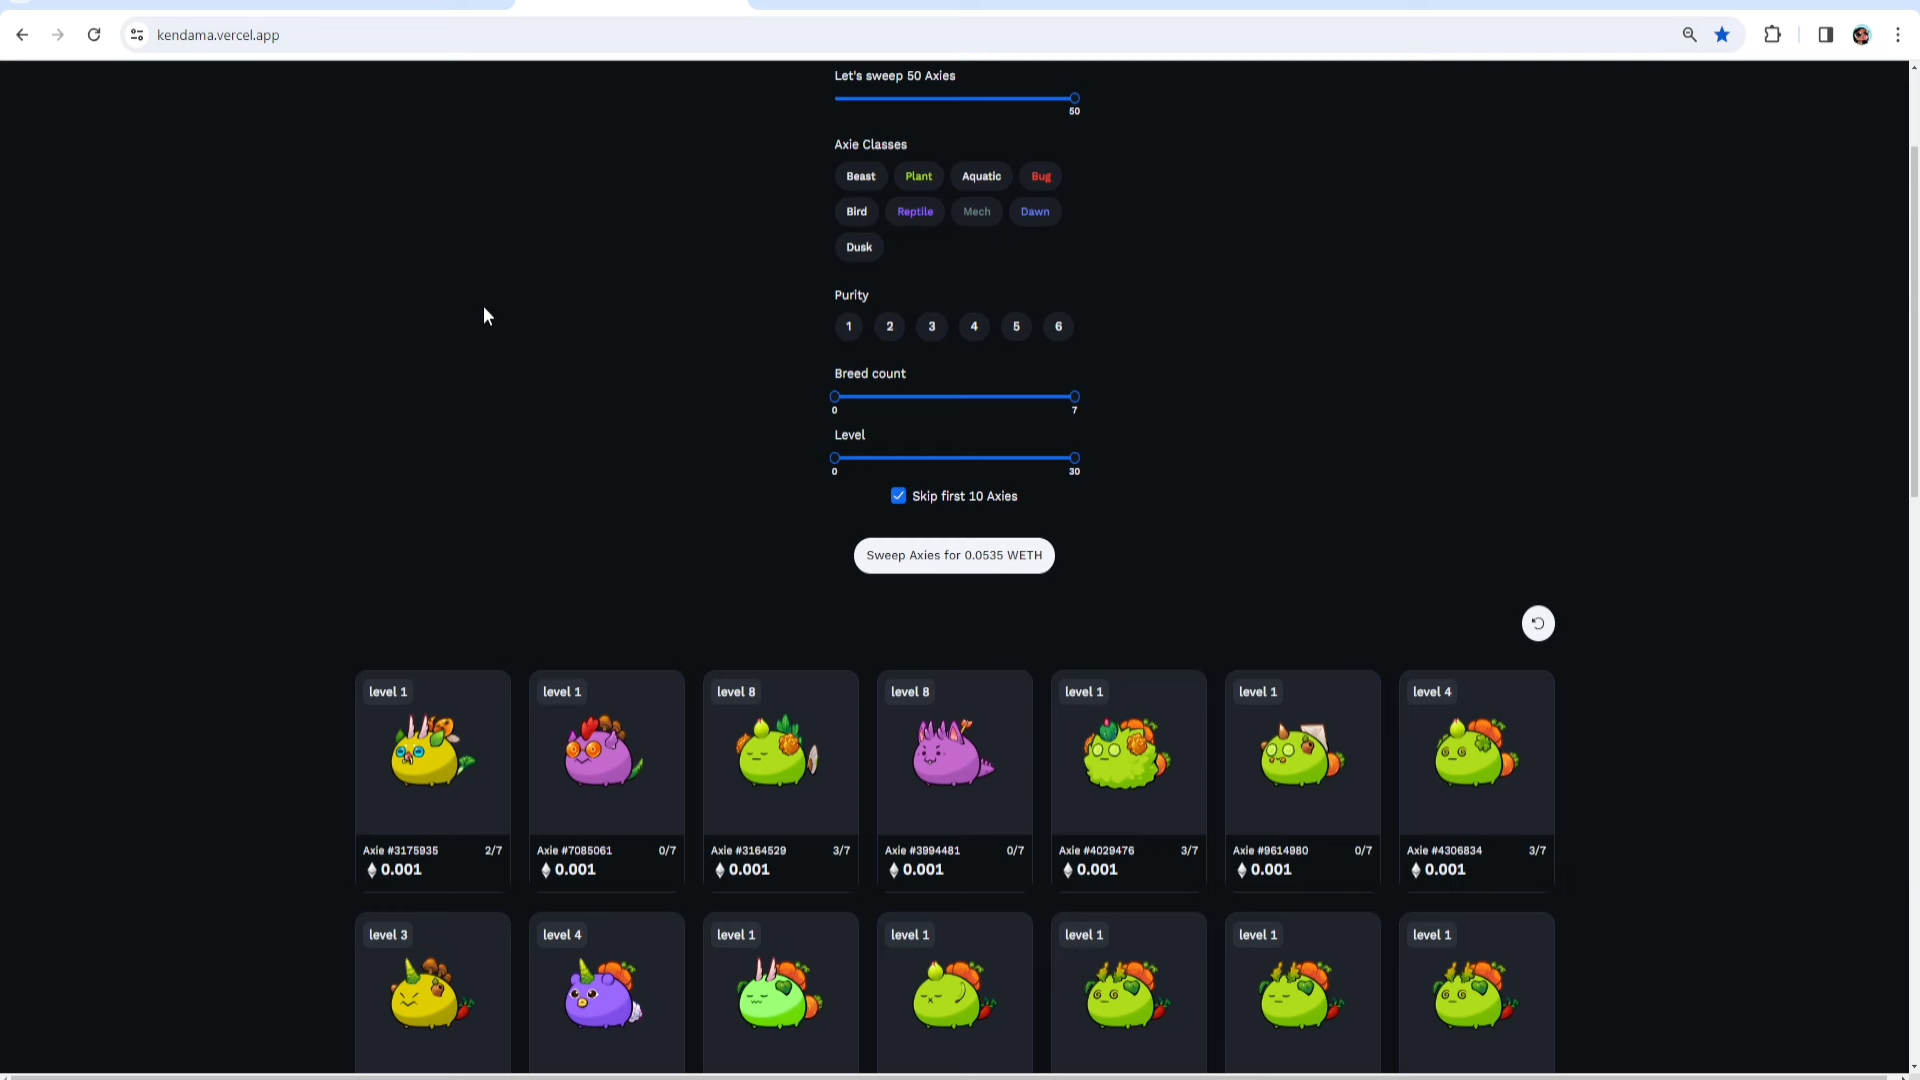 kendama.vercel.app
Let's sweep 50 Axies
50
Axie Classes
Beast Plant Aquatic Bug
Bird Reptile Mech Dawn
Dusk
Purity
1 2 3 4 5 6
Breed count
0 7
Level
0 30
Skip first 10 Axies
Sweep Axies for 0.0535 WETH
level 1 level 1 level 8 level 8 level 1 level 1 level 4
Axie #3175935 2/7 Axie #7085061 0/7 Axie #3164529 3/7 Axie #3994481 0/7 Axie #4029476 3/7 Axie #9614980 0/7 Axie #4306834 3/7
0.001 0.001 0.001 0.001 0.001 0.001 0.001
level 3 level 4 level 1 level 1 level 1 level 1 level 1